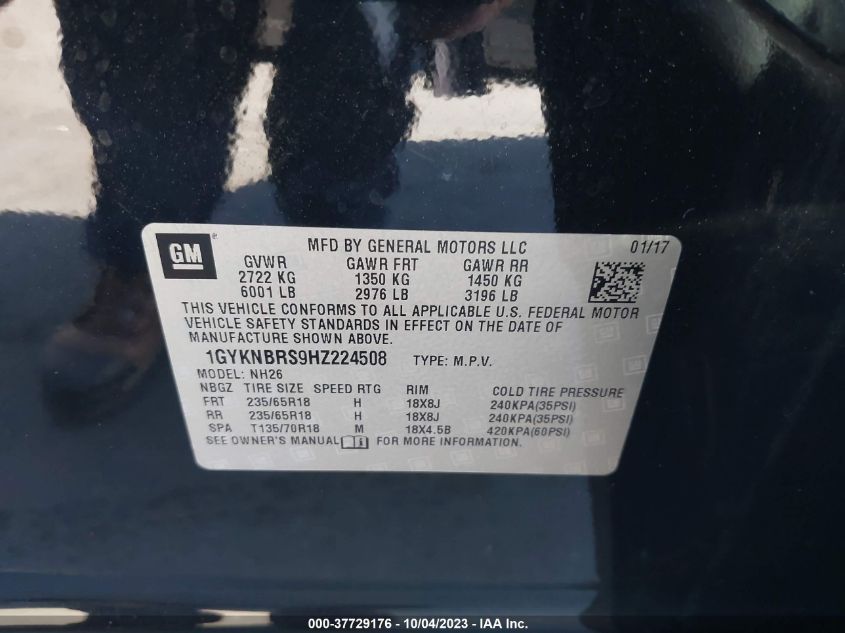 GM
MFD BY GENERAL MOTORS LLC 01/17
GVWR GAWR FRT GAWR RR
2722 KG 1350 KG 1450 KG
6001 LB 2976 LB 3196 LB
THIS VEHICLE CONFORMS TO ALL APPLICABLE U.S. FEDERAL MOTOR
VEHICLE SAFETY STANDARDS IN EFFECT ON THE DATE OF
MANUFACTURE SHOWN ABOVE.
1GYKNBRS9HZ224508 TYPE: M.P.V.
MODEL: NH26
NBGZ TIRE SIZE SPEED RTG RIM COLD TIRE PRESSURE
FRT 235/65R18 H 18X8J 240KPA(35PSI)
RR 235/65R18 H 18X8J 240KPA(35PSI)
SPA T135/70R18 M 18X4.5B 420KPA(60PSI)
SEE OWNER'S MANUAL FOR MORE INFORMATION.
000-37729176 - 10/04/2023 - IAA Inc.